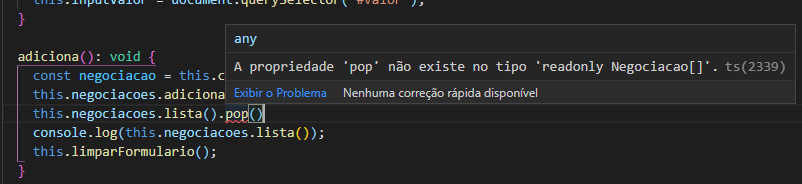 this.inputValor = document.querySelector("#valor");
}
any
adiciona(): void {
A propriedade 'pop' não existe no tipo 'readonly Negociacao[]'. ts(2339)
const negociacao = this.c
this.negociacoes.adiciona
Exibir o Problema Nenhuma correção rápida disponível
this.negociacoes.lista().pop()
console.log(this.negociacoes.lista());
this.limparFormulario();
}